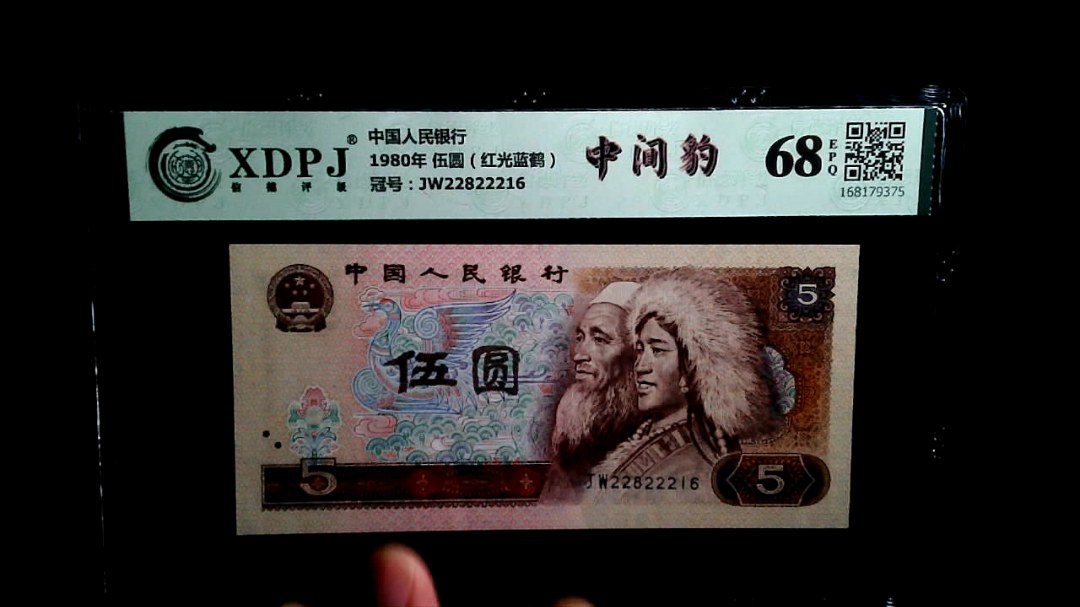 XDPJ®
信德评级
中国人民银行
1980年 伍圆（红光蓝鹤）
冠号：JW22822216
中间豹
68
EPQ
168179375
中国人民银行
5
伍圆
5
JW22822216
5